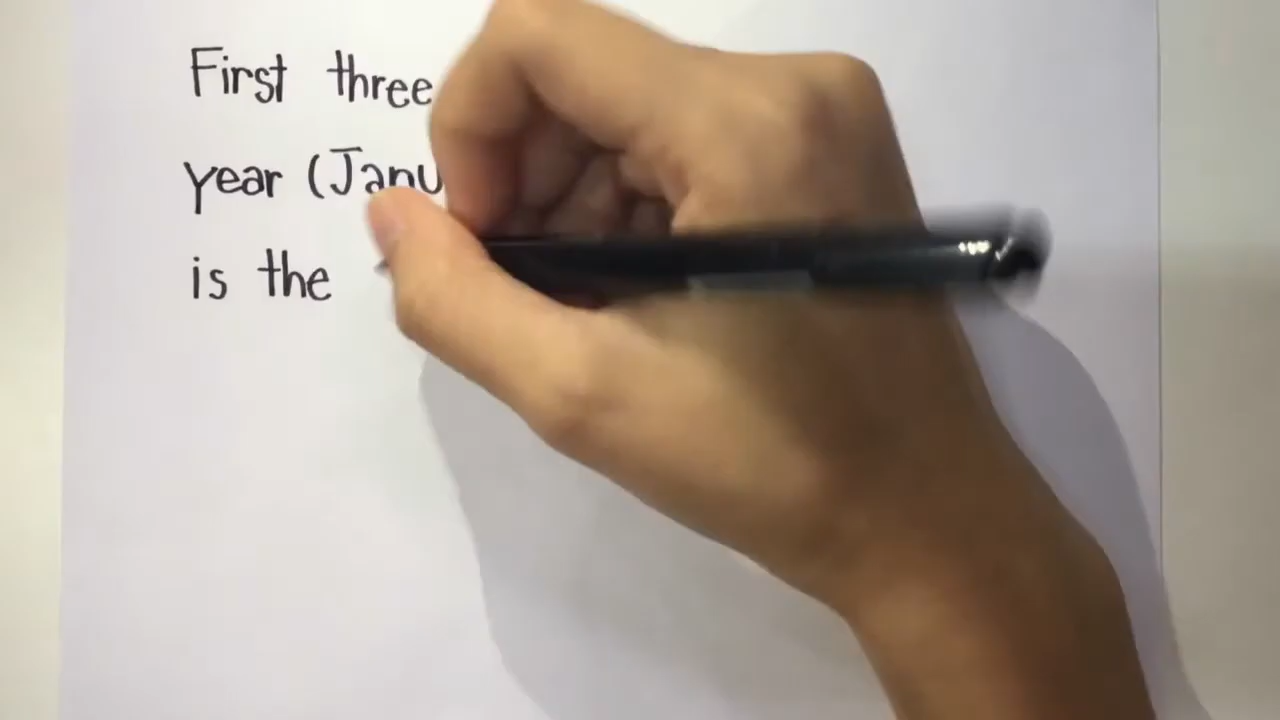 First three
year (Janu
is the